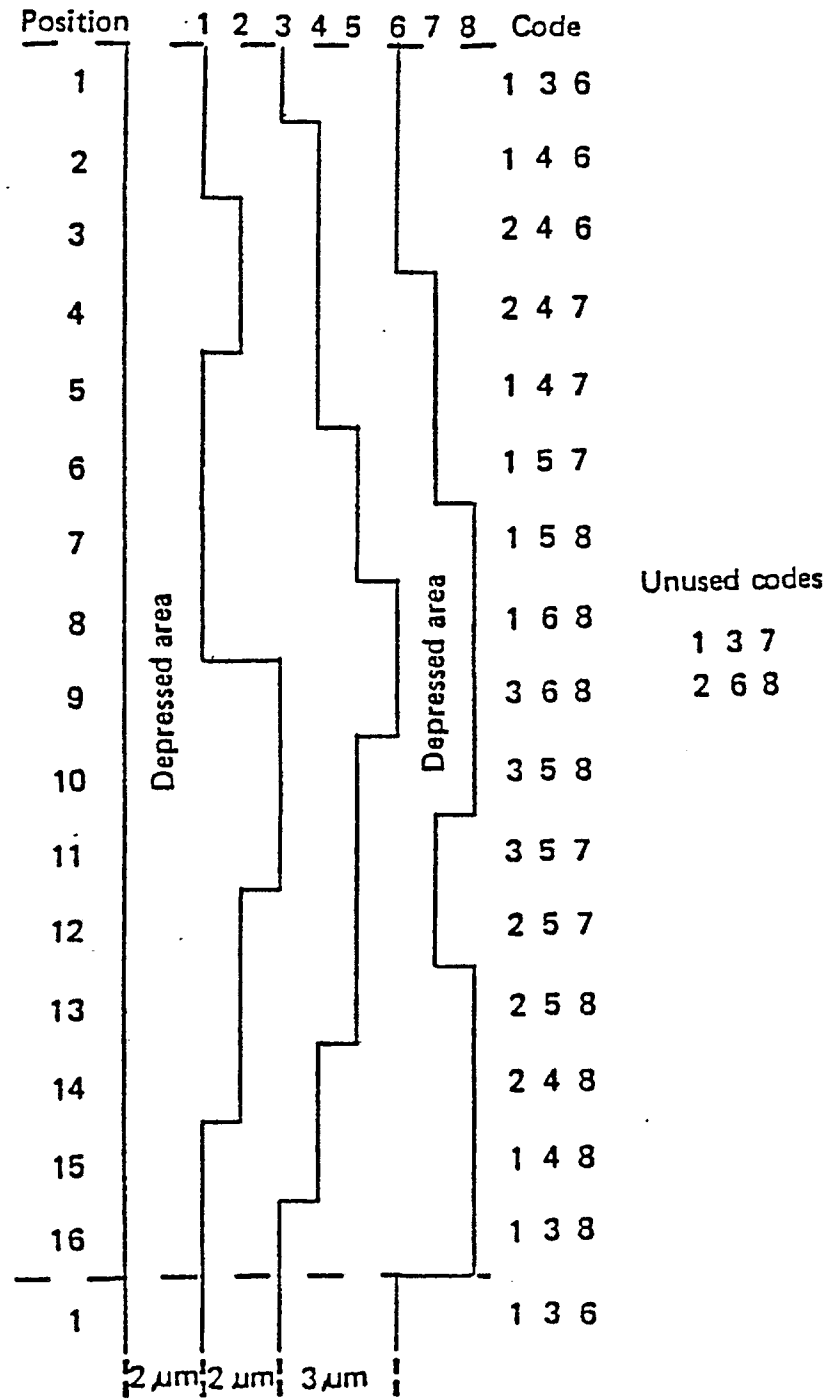 Position 1 2 3 4 5 6 7 8 Code
1 1 3 6
2 1 4 6
3 2 4 6
4 2 4 7
5 1 4 7
6 1 5 7
7 1 5 8
Unused codes
8 1 6 8
1 3 7
9 3 6 8
2 6 8
Depressed area
Depressed area
10 3 5 8
11 3 5 7
12 2 5 7
13 2 5 8
14 2 4 8
15 1 4 8
16 1 3 8
1 1 3 6
2 μm 2 μm 3 μm